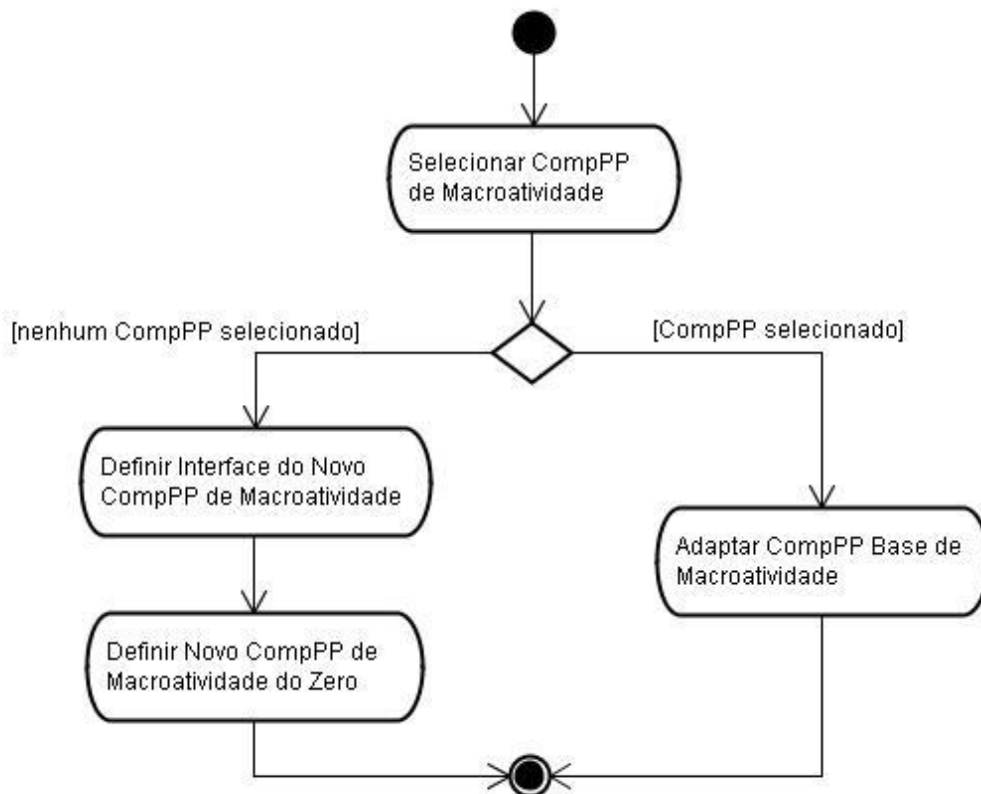 Selecionar CompPP
de Macroatividade
[nenhum CompPP selecionado]
[CompPP selecionado]
Definir Interface do Novo
CompPP de Macroatividade
Adaptar CompPP Base de
Macroatividade
Definir Novo CompPP de
Macroatividade do Zero